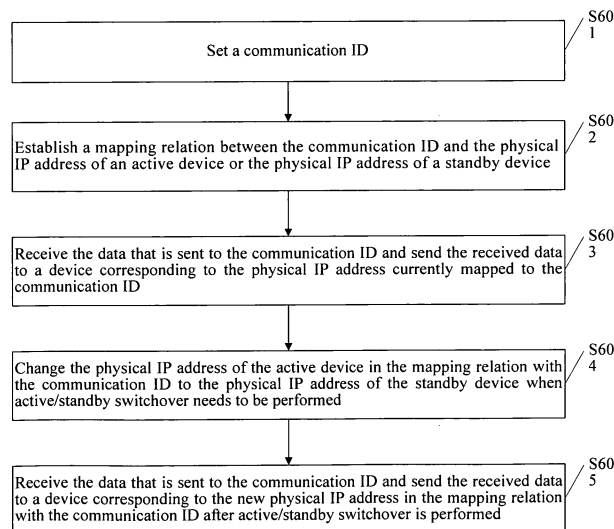 S60
1
Set a communication ID
S60
2
Establish a mapping relation between the communication ID and the physical
IP address of an active device or the physical IP address of a standby device
S60
3
Receive the data that is sent to the communication ID and send the received data
to a device corresponding to the physical IP address currently mapped to the
communication ID
S60
4
Change the physical IP address of the active device in the mapping relation with
the communication ID to the physical IP address of the standby device when
active/standby switchover needs to be performed
S60
5
Receive the data that is sent to the communication ID and send the received data
to a device corresponding to the new physical IP address in the mapping relation
with the communication ID after active/standby switchover is performed